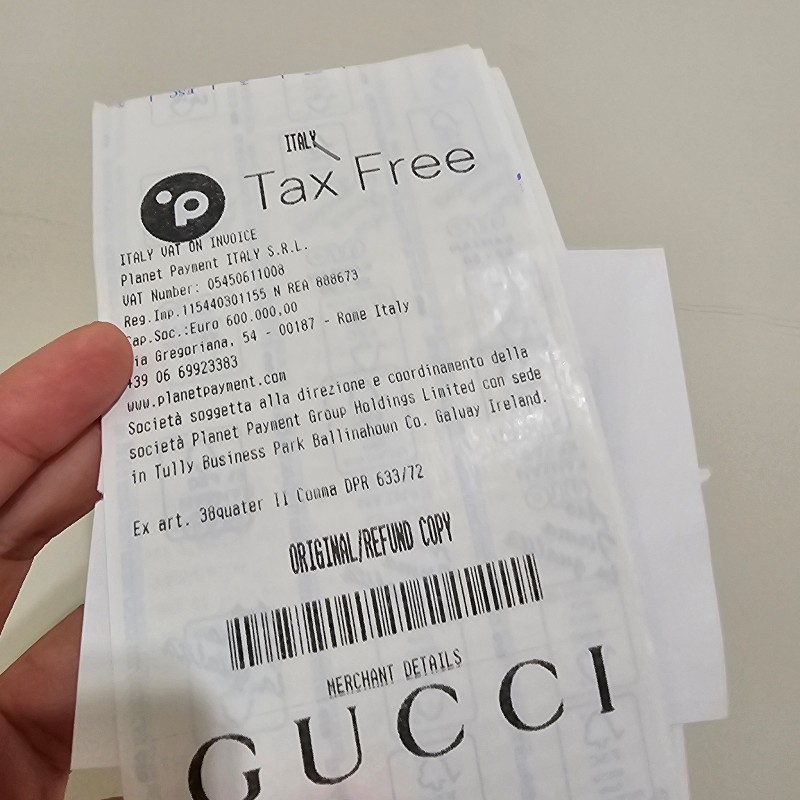 ITALY
P Tax Free
ITALY VAT ON INVOICE
Planet Payment ITALY S.R.L.
VAT Number: 05450611008
Reg.Imp.115440301155 N REA 888673
ap.Soc.:Euro 600.000,00
ia Gregoriana, 54 - 00187 - Rome Italy
+39 06 69923383
www.planetpayment.com
Società soggetta alla direzione e coordinamento della
società Planet Payment Group Holdings Limited con sede
in Tully Business Park Ballinahown Co. Galway Ireland.
Ex art. 38quater II Comma DPR 633/72
ORIGINAL/REFUND COPY
MERCHANT DETAILS
GUCCI